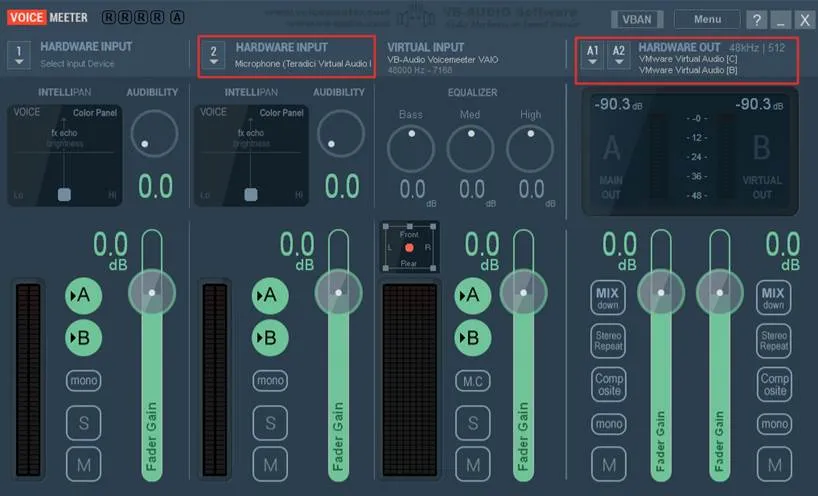 VOICE MEETER
VB-AUDIO Software
VBAN
Menu
?
_
X
1
HARDWARE INPUT
Select Input Device
2
HARDWARE INPUT
Microphone (Teradici Virtual Audio
VIRTUAL INPUT
VB-Audio Voicemeeter VAIO
48000 Hz - 7168
A1
A2
HARDWARE OUT 48kHz | 512
VMware Virtual Audio [C]
VMware Virtual Audio [B]
INTELLIPAN
AUDIBILITY
VOICE
Color Panel
fx echo
brightness
Lo
Hi
0.0
INTELLIPAN
AUDIBILITY
VOICE
Color Panel
fx echo
brightness
Lo
Hi
0.0
EQUALIZER
Bass
Med
High
0.0
0.0
0.0
dB
dB
dB
-90.3 dB
-90.3 dB
-0 -
- 12 -
- 24 -
- 36 -
- 48 -
A
MAIN
OUT
B
VIRTUAL
OUT
0.0
dB
A
B
mono
S
M
Fader Gain
0.0
dB
A
B
mono
S
M
Fader Gain
Front
L
R
Rear
0.0
dB
A
B
M.C
S
M
Fader Gain
0.0
dB
MIX
down
Stereo
Repeat
Comp
osite
mono
M
Fader Gain
Fader Gain
0.0
dB
MIX
down
Stereo
Repeat
Comp
osite
mono
M